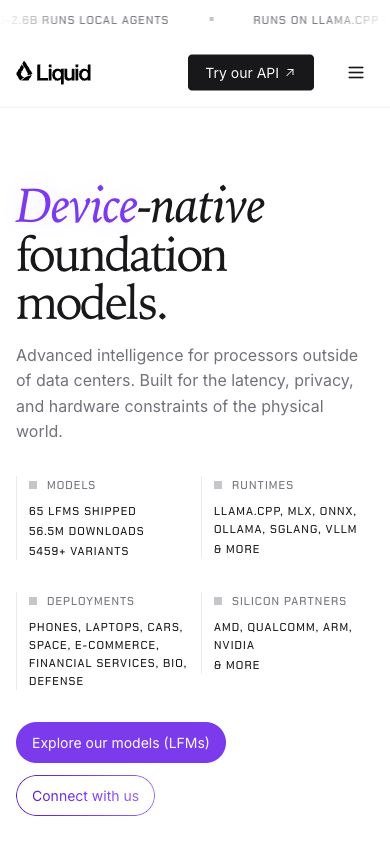 -2.6B RUNS LOCAL AGENTS
RUNS ON LLAMA.CPP
Liquid
Try our API ↗
Device-native
foundation
models.
Advanced intelligence for processors outside
of data centers. Built for the latency, privacy,
and hardware constraints of the physical
world.
MODELS
65 LFMS SHIPPED
56.5M DOWNLOADS
5459+ VARIANTS
RUNTIMES
LLAMA.CPP, MLX, ONNX,
OLLAMA, SGLANG, VLLM
& MORE
DEPLOYMENTS
PHONES, LAPTOPS, CARS,
SPACE, E-COMMERCE,
FINANCIAL SERVICES, BIO,
DEFENSE
SILICON PARTNERS
AMD, QUALCOMM, ARM,
NVIDIA
& MORE
Explore our models (LFMs)
Connect with us